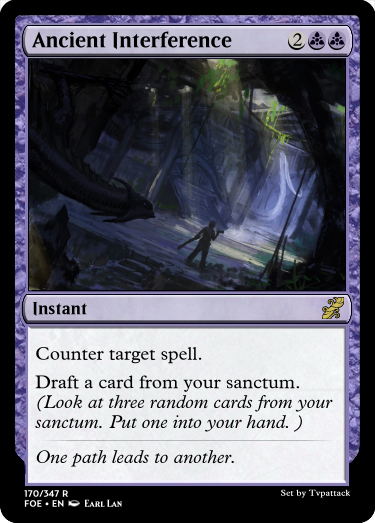 Ancient Interference 2
Instant
Counter target spell.
Draft a card from your sanctum.
(Look at three random cards from your
sanctum. Put one into your hand. )
One path leads to another.
170/347 R Set by Tvpattack
FOE • EN Earl Lan